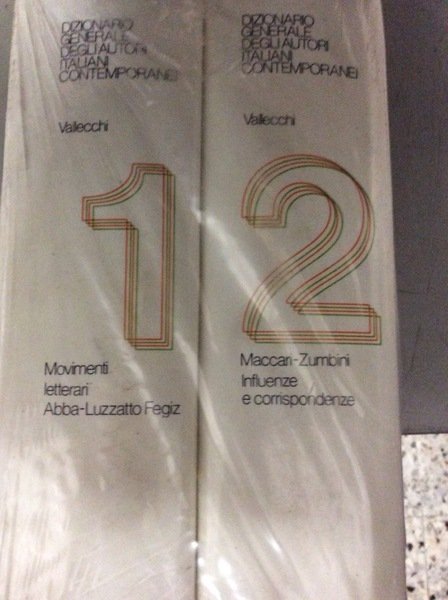 DIZIONARIO
GENERALE
DEGLI AUTORI
ITALIANI
CONTEMPORANEI
Vallecchi
1
Movimenti
letterari
Abba-Luzzatto Fegiz
DIZIONARIO
GENERALE
DEGLI AUTORI
ITALIANI
CONTEMPORANEI
Vallecchi
2
Maccari-Zumbini
Influenze
e corrispondenze